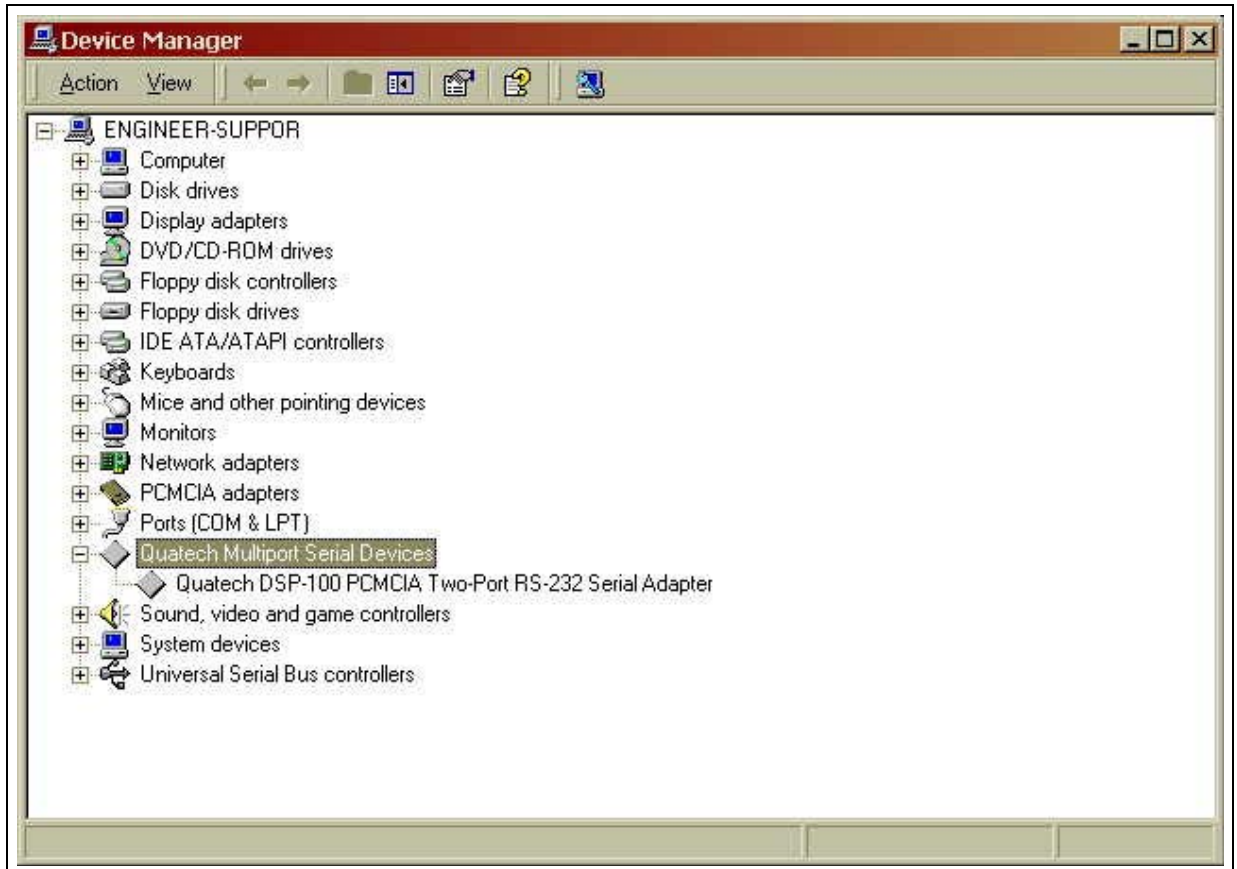 Device Manager
Action View
ENGINEER-SUPPOR
Computer
Disk drives
Display adapters
DVD/CD-ROM drives
Floppy disk controllers
Floppy disk drives
IDE ATA/ATAPI controllers
Keyboards
Mice and other pointing devices
Monitors
Network adapters
PCMCIA adapters
Ports (COM & LPT)
Quatech Multiport Serial Devices
Quatech DSP-100 PCMCIA Two-Port RS-232 Serial Adapter
Sound, video and game controllers
System devices
Universal Serial Bus controllers